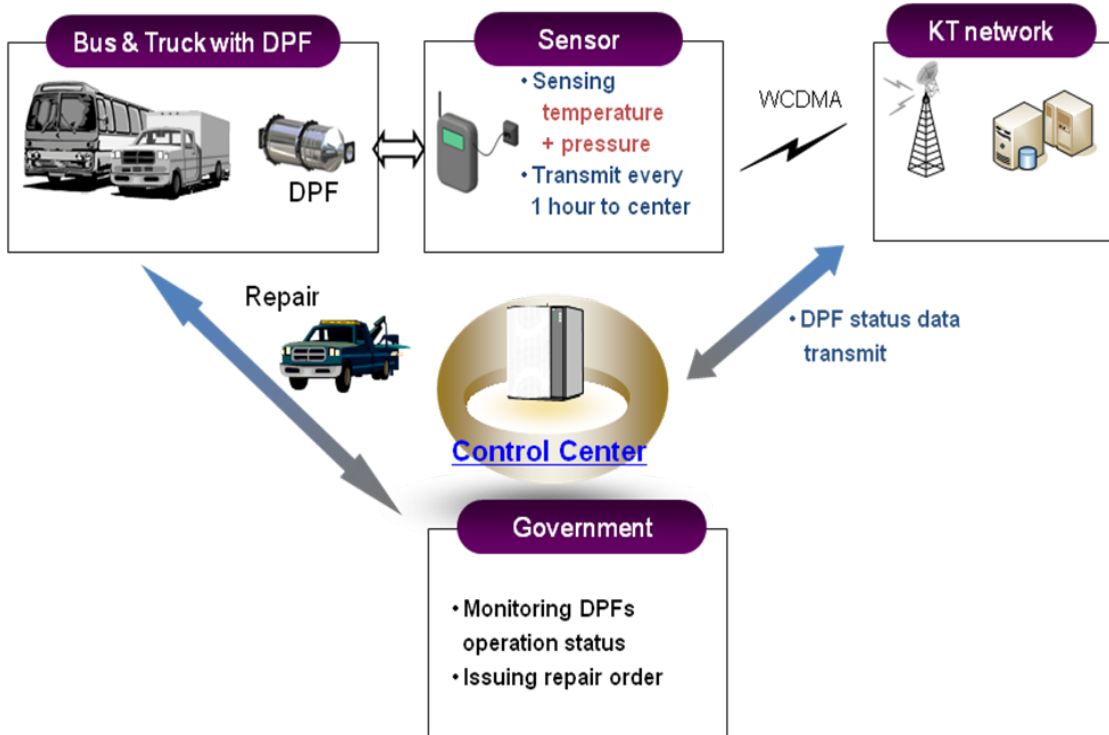 Bus & Truck with DPF
DPF
Sensor
• Sensing
temperature
+ pressure
• Transmit every
1 hour to center
WCDMA
KT network
Repair
• DPF status data
transmit
Control Center
Government
• Monitoring DPFs
operation status
• Issuing repair order